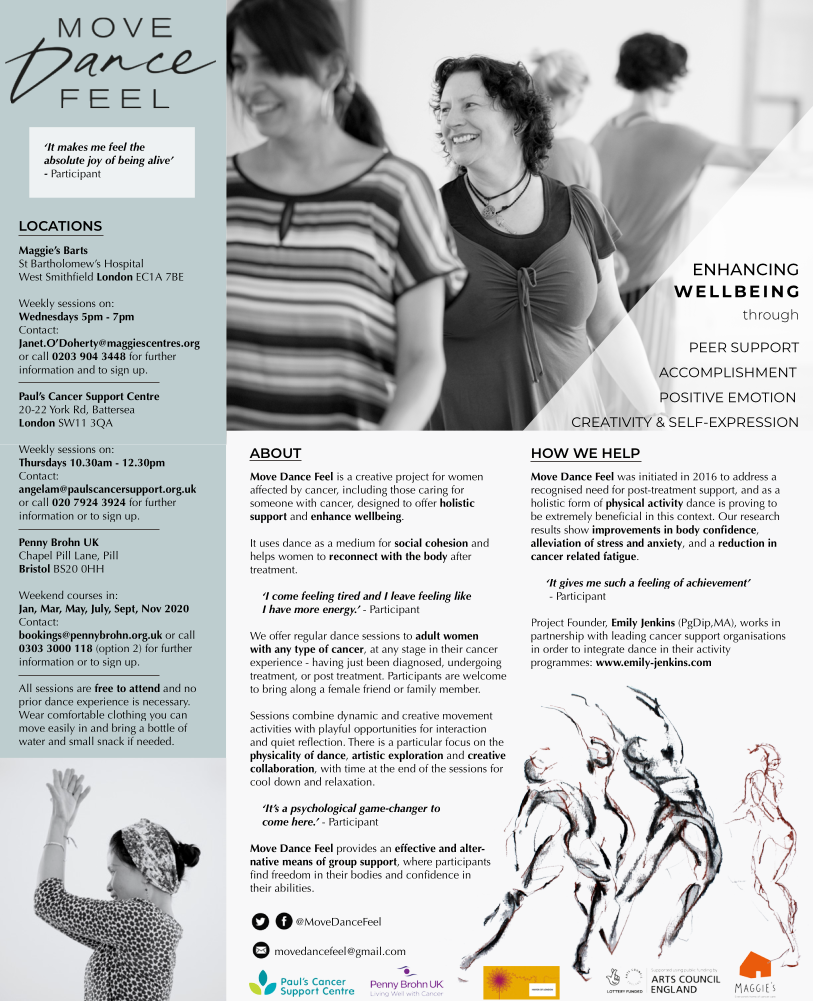 MOVE
Dance
FEEL
‘It makes me feel the
absolute joy of being alive’
- Participant
LOCATIONS
Maggie’s Barts
St Bartholomew’s Hospital
West Smithfield London EC1A 7BE
Weekly sessions on:
Wednesdays 5pm - 7pm
Contact:
Janet.O’Doherty@maggiescentres.org
or call 0203 904 3448 for further
information and to sign up.
Paul’s Cancer Support Centre
20-22 York Rd, Battersea
London SW11 3QA
Weekly sessions on:
Thursdays 10.30am - 12.30pm
Contact:
angelam@paulscancersupport.org.uk
or call 020 7924 3924 for further
information or to sign up.
Penny Brohn UK
Chapel Pill Lane, Pill
Bristol BS20 0HH
Weekend courses in:
Jan, Mar, May, July, Sept, Nov 2020
Contact:
bookings@pennybrohn.org.uk or call
0303 3000 118 (option 2) for further
information or to sign up.
All sessions are free to attend and no
prior dance experience is necessary.
Wear comfortable clothing you can
move easily in and bring a bottle of
water and small snack if needed.
ENHANCING
WELLBEING
through
PEER SUPPORT
ACCOMPLISHMENT
POSITIVE EMOTION
CREATIVITY & SELF-EXPRESSION
ABOUT
Move Dance Feel is a creative project for women
affected by cancer, including those caring for
someone with cancer, designed to offer holistic
support and enhance wellbeing.
It uses dance as a medium for social cohesion and
helps women to reconnect with the body after
treatment.
‘I come feeling tired and I leave feeling like
I have more energy.’ - Participant
We offer regular dance sessions to adult women
with any type of cancer, at any stage in their cancer
experience - having just been diagnosed, undergoing
treatment, or post treatment. Participants are welcome
to bring along a female friend or family member.
Sessions combine dynamic and creative movement
activities with playful opportunities for interaction
and quiet reflection. There is a particular focus on the
physicality of dance, artistic exploration and creative
collaboration, with time at the end of the sessions for
cool down and relaxation.
‘It’s a psychological game-changer to
come here.’ - Participant
Move Dance Feel provides an effective and alter-
native means of group support, where participants
find freedom in their bodies and confidence in
their abilities.
@MoveDanceFeel
movedancefeel@gmail.com
HOW WE HELP
Move Dance Feel was initiated in 2016 to address a
recognised need for post-treatment support, and as a
holistic form of physical activity dance is proving to
be extremely beneficial in this context. Our research
results show improvements in body confidence,
alleviation of stress and anxiety, and a reduction in
cancer related fatigue.
‘It gives me such a feeling of achievement’
- Participant
Project Founder, Emily Jenkins (PgDip,MA), works in
partnership with leading cancer support organisations
in order to integrate dance in their activity
programmes: www.emily-jenkins.com
Paul’s Cancer
Support Centre
Penny Brohn UK
Living Well with Cancer
LOTTERY FUNDED
Supported using public funding by
ARTS COUNCIL
ENGLAND
MAGGIE’S